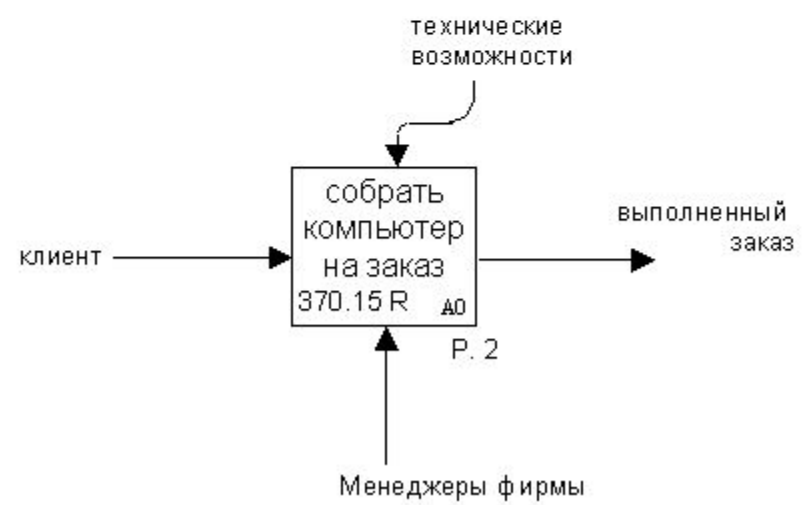 технические
возможности
собрать
компьютер
на заказ
370.15 R A0
клиент
выполненный
заказ
P. 2
Менеджеры фирмы